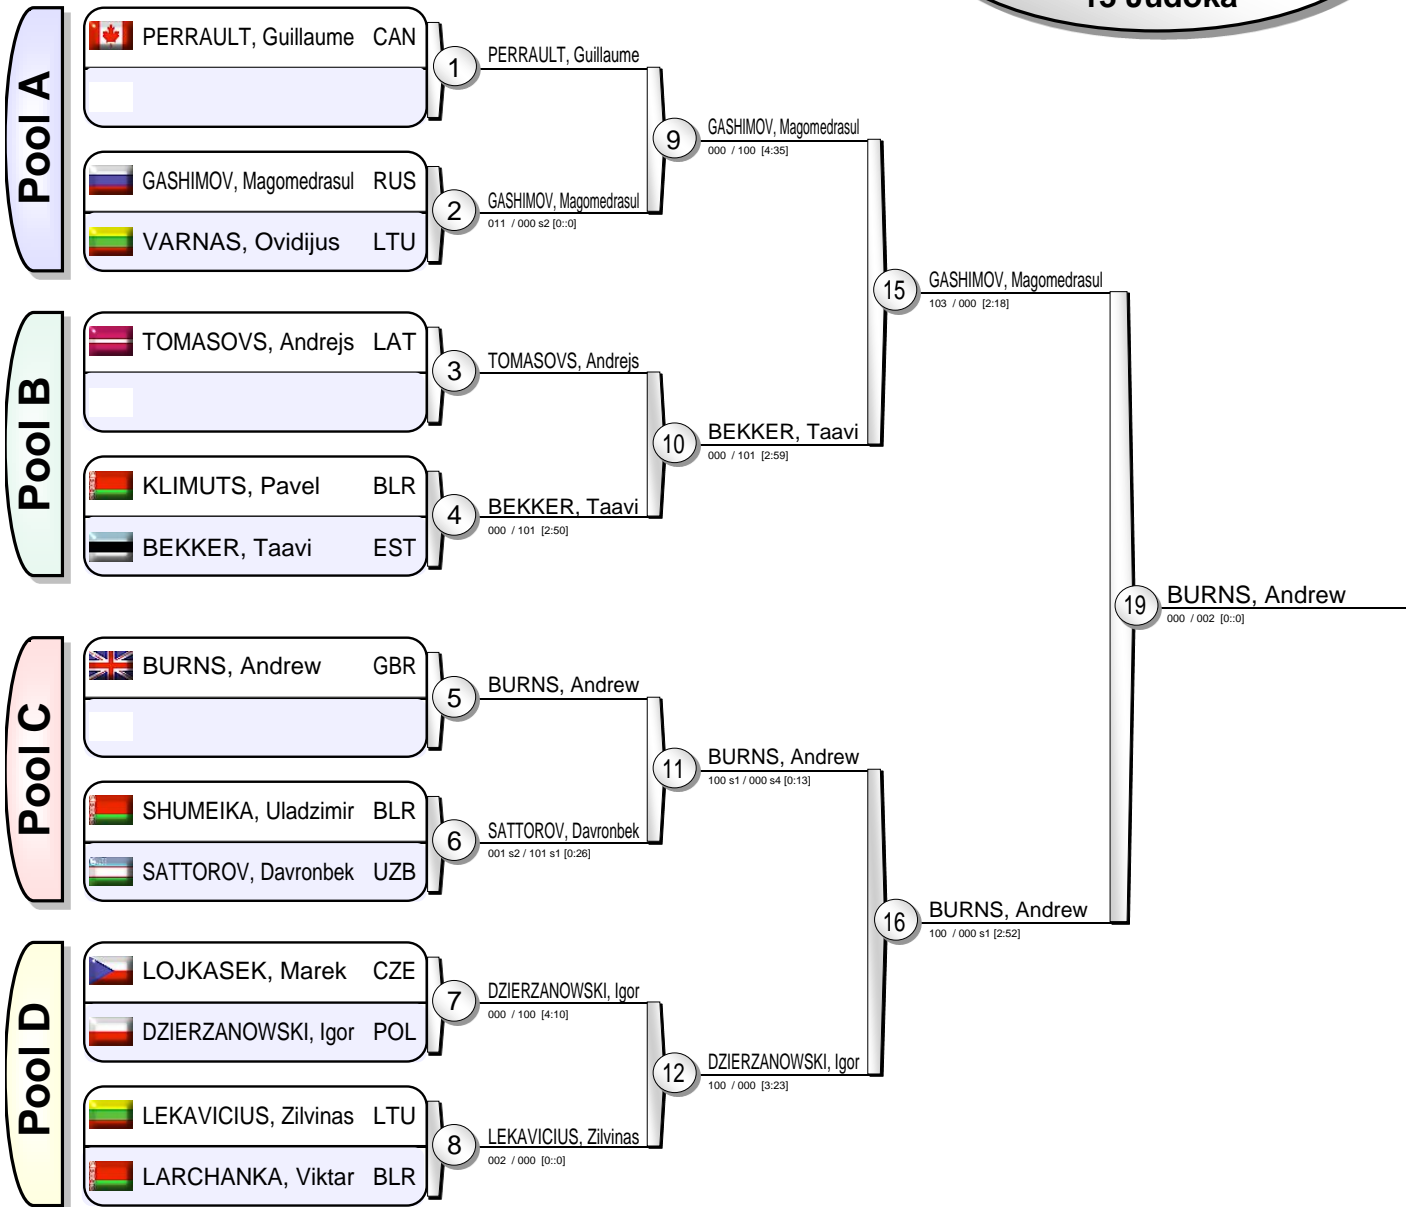 13 Judoka
Pool A
PERRAULT, Guillaume CAN
GASHIMOV, Magomedrasul RUS
VARNAS, Ovidijus LTU
1
PERRAULT, Guillaume
2
GASHIMOV, Magomedrasul
011 / 000 s2 [0::0]
9
GASHIMOV, Magomedrasul
000 / 100 [4:35]
Pool B
TOMASOVS, Andrejs LAT
KLIMUTS, Pavel BLR
BEKKER, Taavi EST
3
TOMASOVS, Andrejs
4
BEKKER, Taavi
000 / 101 [2:50]
10
BEKKER, Taavi
000 / 101 [2:59]
15
GASHIMOV, Magomedrasul
103 / 000 [2:18]
Pool C
BURNS, Andrew GBR
SHUMEIKA, Uladzimir BLR
SATTOROV, Davronbek UZB
5
BURNS, Andrew
6
SATTOROV, Davronbek
001 s2 / 101 s1 [0:26]
11
BURNS, Andrew
100 s1 / 000 s4 [0:13]
Pool D
LOJKASEK, Marek CZE
DZIERZANOWSKI, Igor POL
LEKAVICIUS, Zilvinas LTU
LARCHANKA, Viktar BLR
7
DZIERZANOWSKI, Igor
000 / 100 [4:10]
8
LEKAVICIUS, Zilvinas
002 / 000 [0::0]
12
DZIERZANOWSKI, Igor
100 / 000 [3:23]
16
BURNS, Andrew
100 / 000 s1 [2:52]
19
BURNS, Andrew
000 / 002 [0::0]